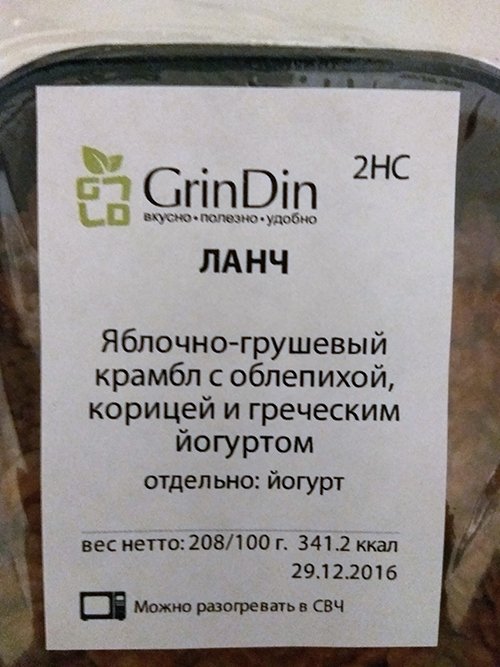 2НС
GrinDin
вкусно•полезно•удобно
ЛАНЧ
Яблочно-грушевый
крамбл с облепихой,
корицей и греческим
йогуртом
отдельно: йогурт
вес нетто: 208/100 г. 341.2 ккал
29.12.2016
Можно разогревать в СВЧ